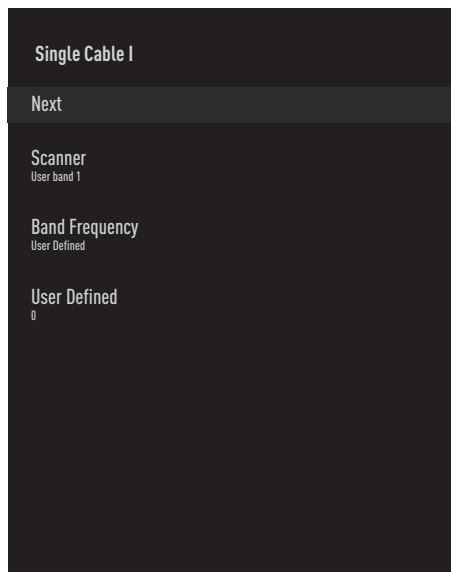 Single Cable I
Next
Scanner
User band 1
Band Frequency
User Defined
User Defined
0